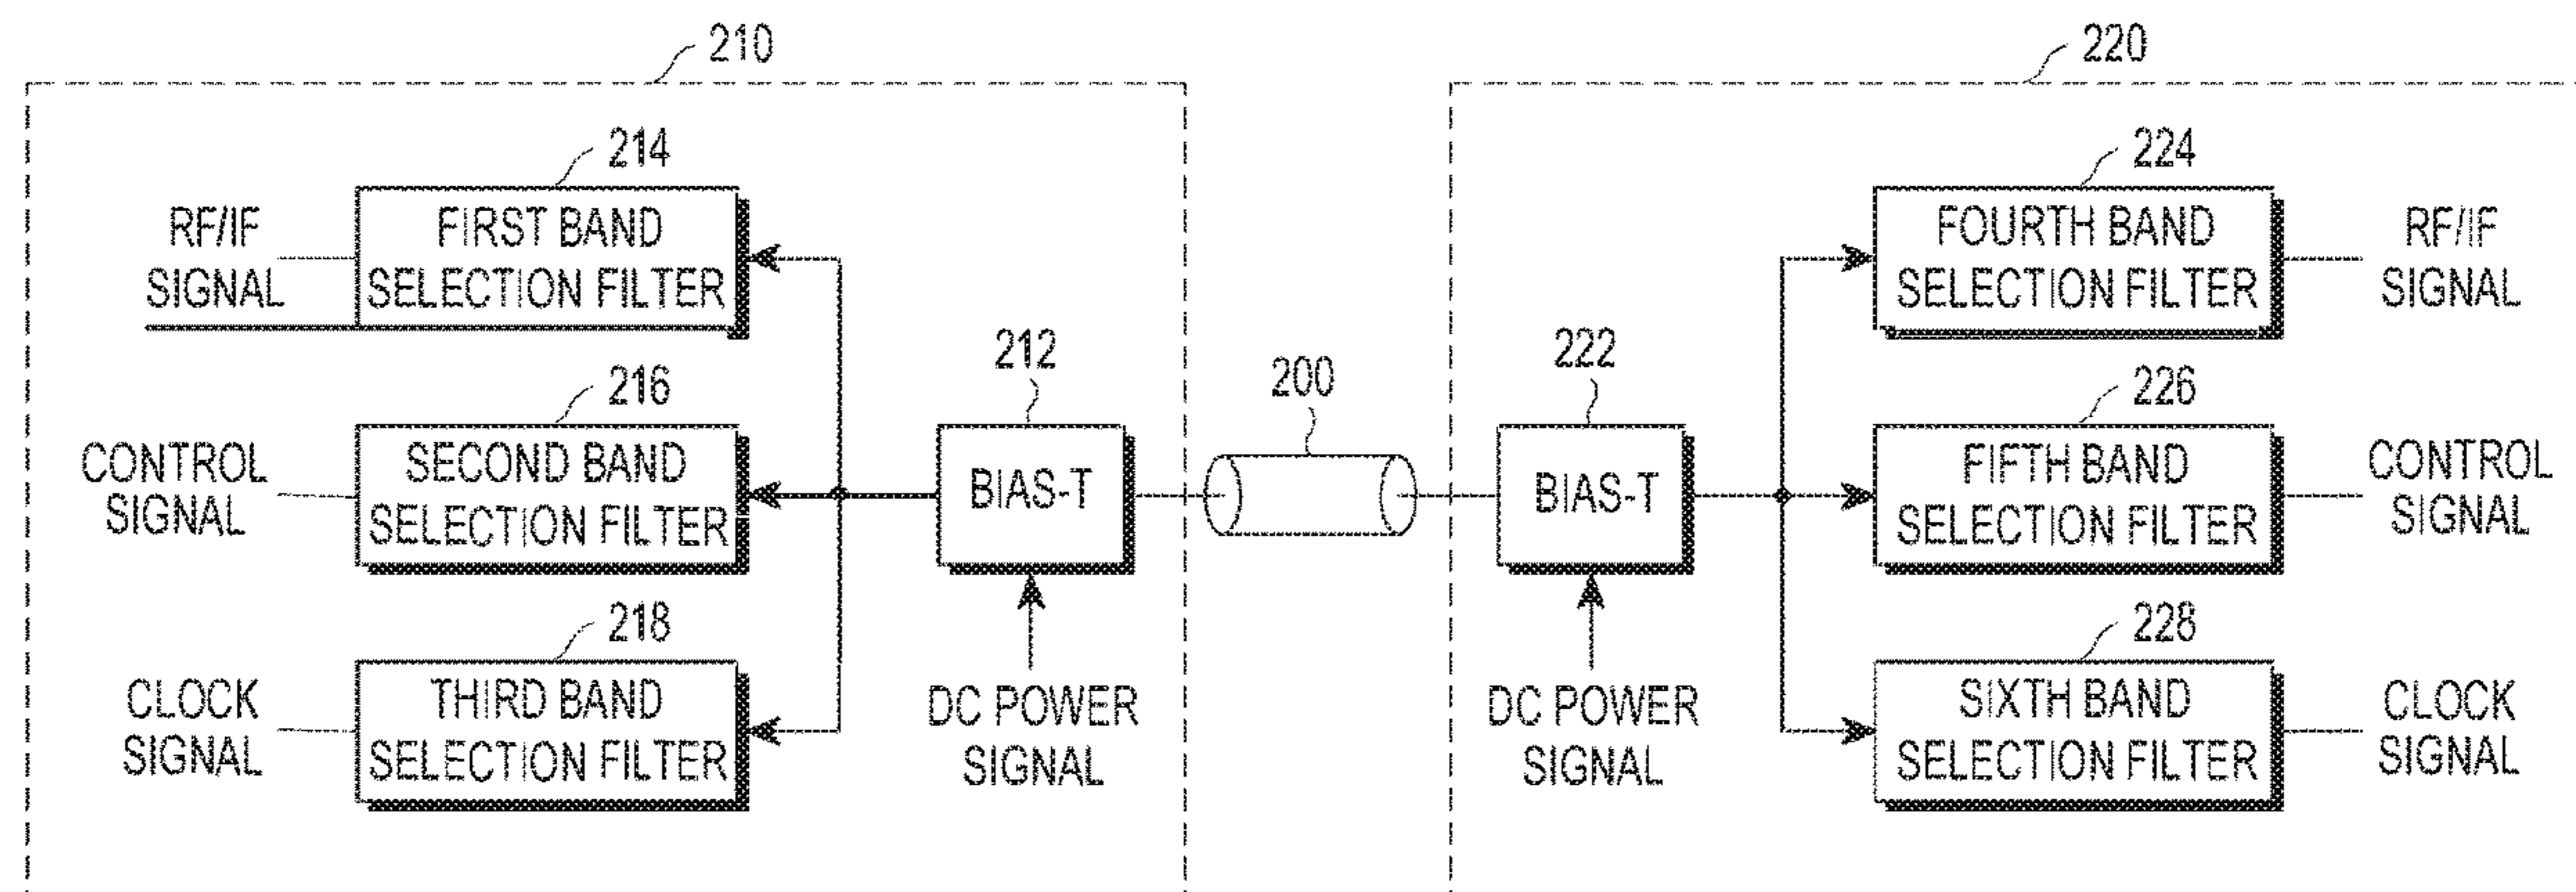 210
220
214
RF/IF
SIGNAL
FIRST BAND
SELECTION FILTER
216
CONTROL
SIGNAL
SECOND BAND
SELECTION FILTER
218
CLOCK
SIGNAL
THIRD BAND
SELECTION FILTER
212
BIAS-T
DC POWER
SIGNAL
200
222
BIAS-T
DC POWER
SIGNAL
224
FOURTH BAND
SELECTION FILTER
RF/IF
SIGNAL
226
FIFTH BAND
SELECTION FILTER
CONTROL
SIGNAL
228
SIXTH BAND
SELECTION FILTER
CLOCK
SIGNAL